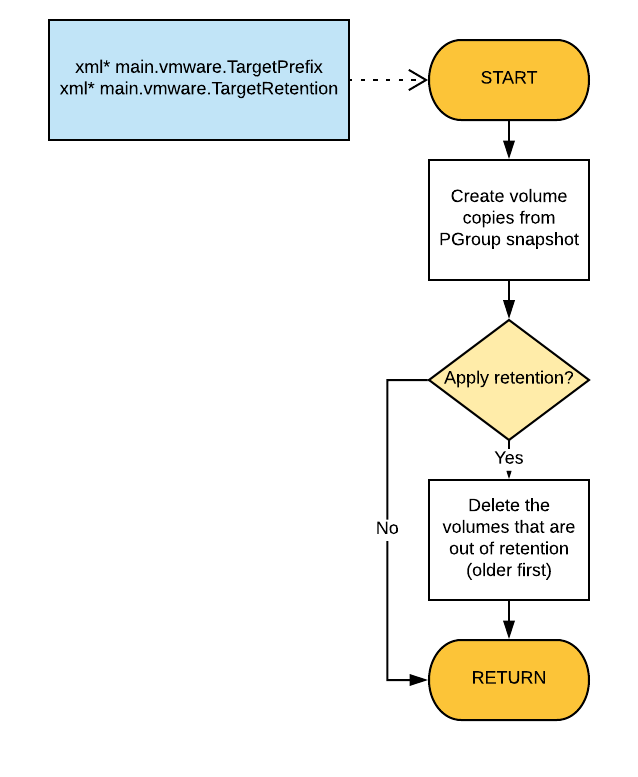 xml* main.vmware.TargetPrefix
xml* main.vmware.TargetRetention
START
Create volume
copies from
PGroup snapshot
Apply retention?
Yes
Delete the
volumes that are
out of retention
(older first)
No
RETURN